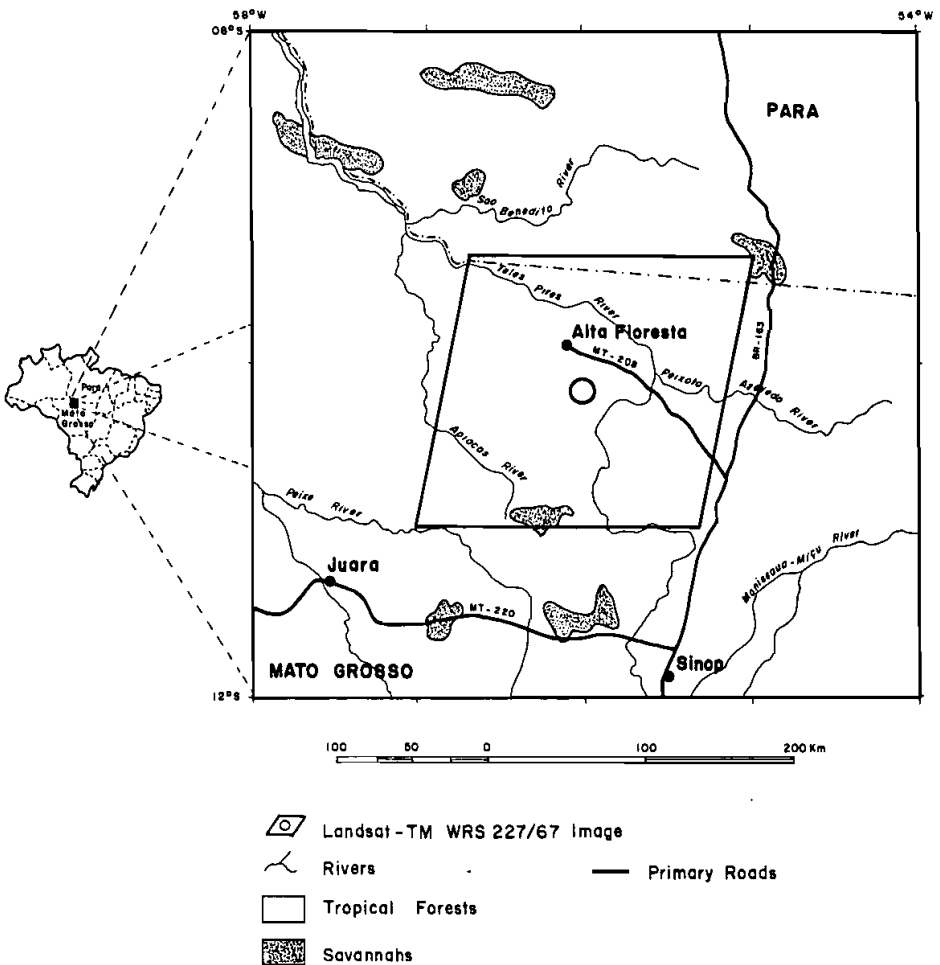 58°W
54°W
08°S
PARA
Sao Benedito River
Teles Pires River
Alta Floresta
MT-208
BR-163
Peixoto Azevedo River
Para
Mato Grosso
Apiacas River
Peixe River
Juara
Manissaua-Miçu River
MT-220
MATO GROSSO
Sinop
12°S
100 50 0 100 200 Km
Landsat-TM WRS 227/67 Image
Rivers
Primary Roads
Tropical Forests
Savannahs